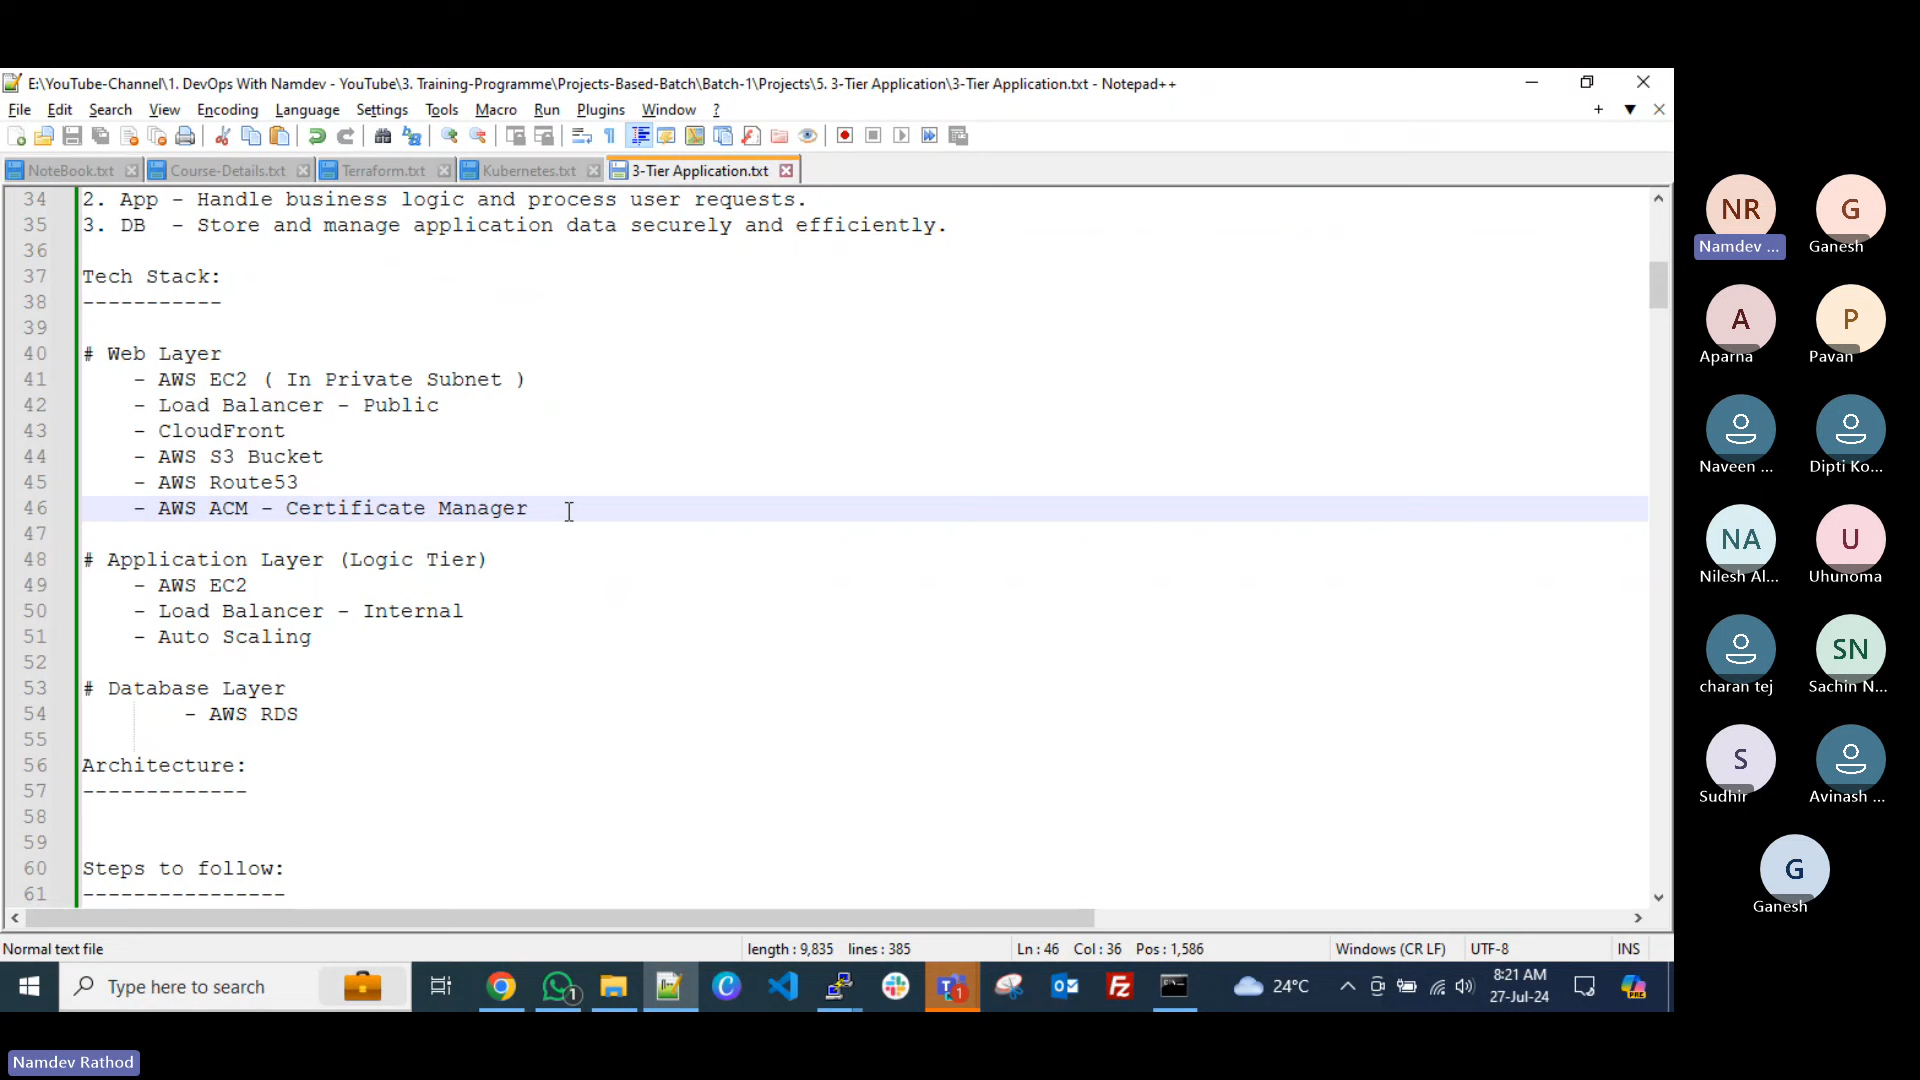 E:\YouTube-Channel\1. DevOps With Namdev - YouTube\3. Training-Programme\Projects-Based-Batch\Batch-1\Projects\5. 3-Tier Application\3-Tier Application.txt - Notepad++
File Edit Search View Encoding Language Settings Tools Macro Run Plugins Window ?
NoteBook.txt Course-Details.txt Terraform.txt Kubernetes.txt 3-Tier Application.txt
34 2. App - Handle business logic and process user requests.
35 3. DB - Store and manage application data securely and efficiently.
36
37 Tech Stack:
38 -----------
39
40 # Web Layer
41 - AWS EC2 ( In Private Subnet )
42 - Load Balancer - Public
43 - CloudFront
44 - AWS S3 Bucket
45 - AWS Route53
46 - AWS ACM - Certificate Manager
47
48 # Application Layer (Logic Tier)
49 - AWS EC2
50 - Load Balancer - Internal
51 - Auto Scaling
52
53 # Database Layer
54 - AWS RDS
55
56 Architecture:
57 -------------
58
59
60 Steps to follow:
61 ----------------
Normal text file length : 9,835 lines : 385 Ln : 46 Col : 36 Pos : 1,586 Windows (CR LF) UTF-8 INS
Type here to search
1
1
24°C
8:21 AM
27-Jul-24
PRE
NR G
Namdev ... Ganesh
A P
Aparna Pavan
Naveen ... Dipti Ko...
NA U
Nilesh Al... Uhunoma
SN
charan tej Sachin N...
S
Sudhir Avinash ...
G
Ganesh
Namdev Rathod